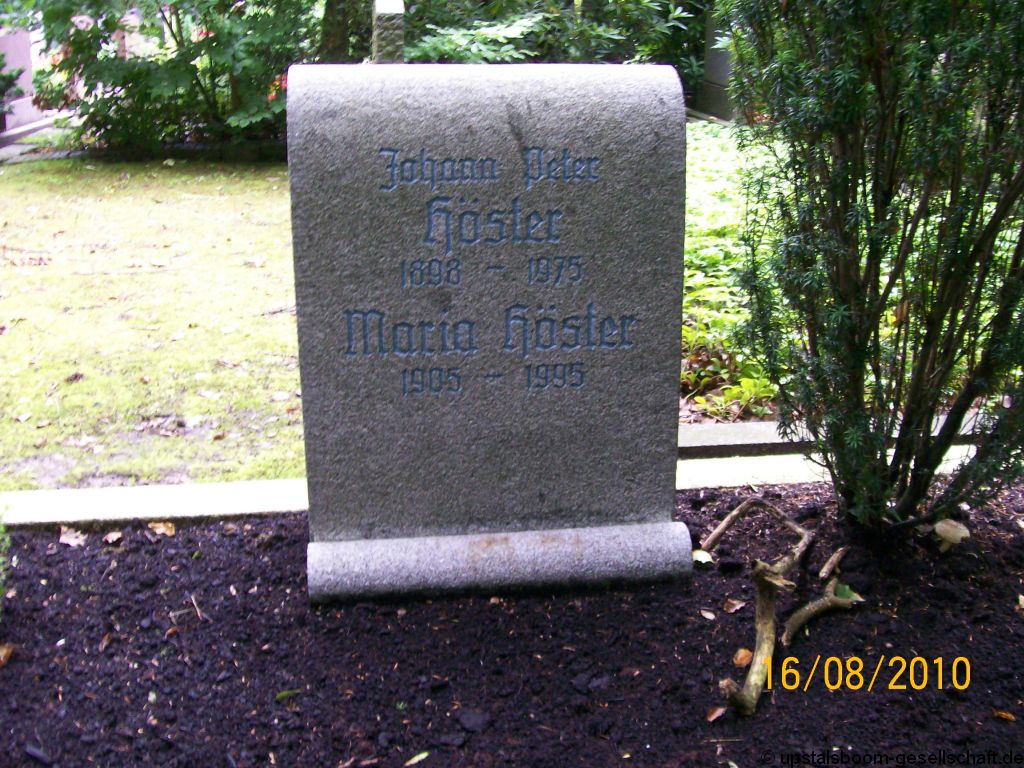 Johann Peter
Höster
1898 – 1975
Maria Höster
1905 – 1995
16/08/2010
© upstalsboom-gesellschaft.de